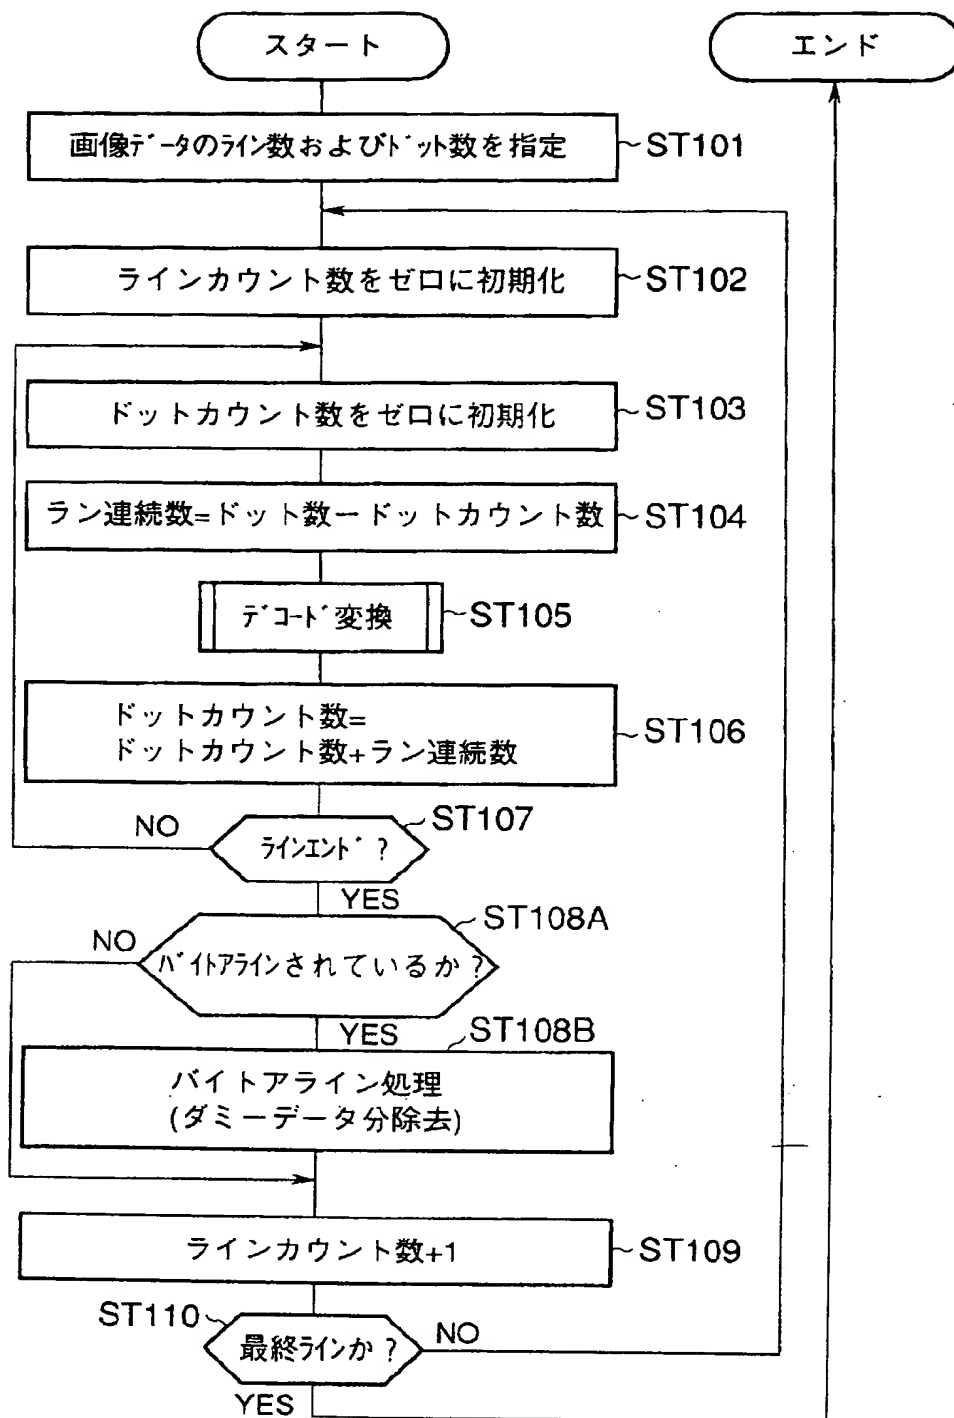 スタート
エンド
画像データのライン数およびドット数を指定
ST101
ラインカウント数をゼロに初期化
ST102
ドットカウント数をゼロに初期化
ST103
ラン連続数=ドット数ードットカウント数
ST104
デコード変換
ST105
ドットカウント数=
ドットカウント数+ラン連続数
ST106
ST107
NO
ラインエンド?
YES
ST108A
NO
バイトアラインされているか?
YES
ST108B
バイトアライン処理
(ダミーデータ分除去)
ラインカウント数+1
ST109
ST110
最終ラインか?
NO
YES